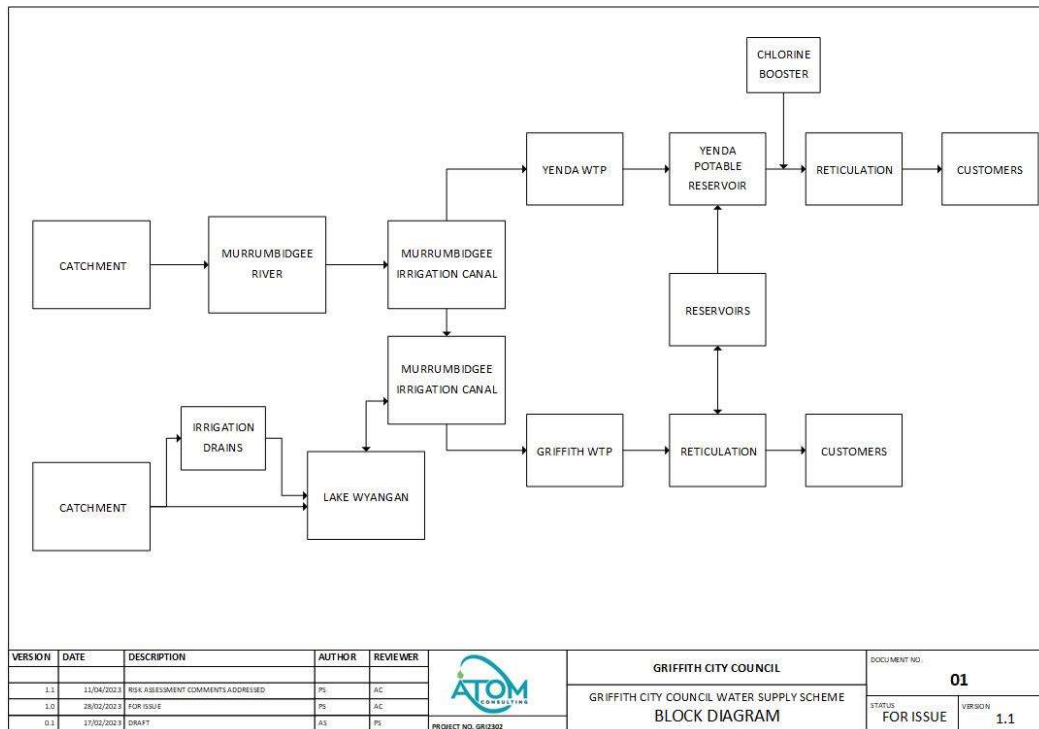 CHLORINE
BOOSTER
YENDA WTP
YENDA
POTABLE
RESERVOIR
RETICULATION
CUSTOMERS
CATCHMENT
MURRUMBIDGEE
RIVER
MURRUMBIDGEE
IRRIGATION CANAL
RESERVOIRS
MURRUMBIDGEE
IRRIGATION CANAL
IRRIGATION
DRAINS
GRIFFITH WTP
RETICULATION
CUSTOMERS
CATCHMENT
LAKE WYANGAN
VERSION DATE DESCRIPTION AUTHOR REVIEWER
1.1 11/04/2023 RISK ASSESSMENT COMMENTS ADDRESSED PS AC
1.0 28/02/2023 FOR ISSUE PS AC
0.1 17/02/2023 DRAFT AS PS
ATOM
CONSULTING
PROJECT NO. GRI2302
GRIFFITH CITY COUNCIL
GRIFFITH CITY COUNCIL WATER SUPPLY SCHEME
BLOCK DIAGRAM
DOCUMENT NO.
01
STATUS
FOR ISSUE
VERSION
1.1